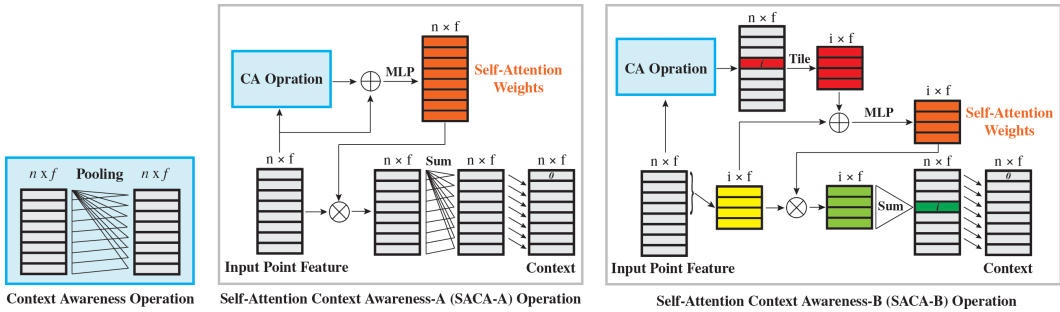 n x f
Pooling
n x f
Context Awareness Operation
n × f
CA Opration
MLP
Self-Attention
Weights
n × f
n × f
Sum
n × f
n × f
0
Input Point Feature
Context
Self-Attention Context Awareness-A (SACA-A) Operation
n × f
i × f
CA Opration
i
Tile
MLP
i × f
Self-Attention
Weights
n × f
i × f
i × f
Sum
n × f
i
n × f
0
Input Point Feature
Context
Self-Attention Context Awareness-B (SACA-B) Operation